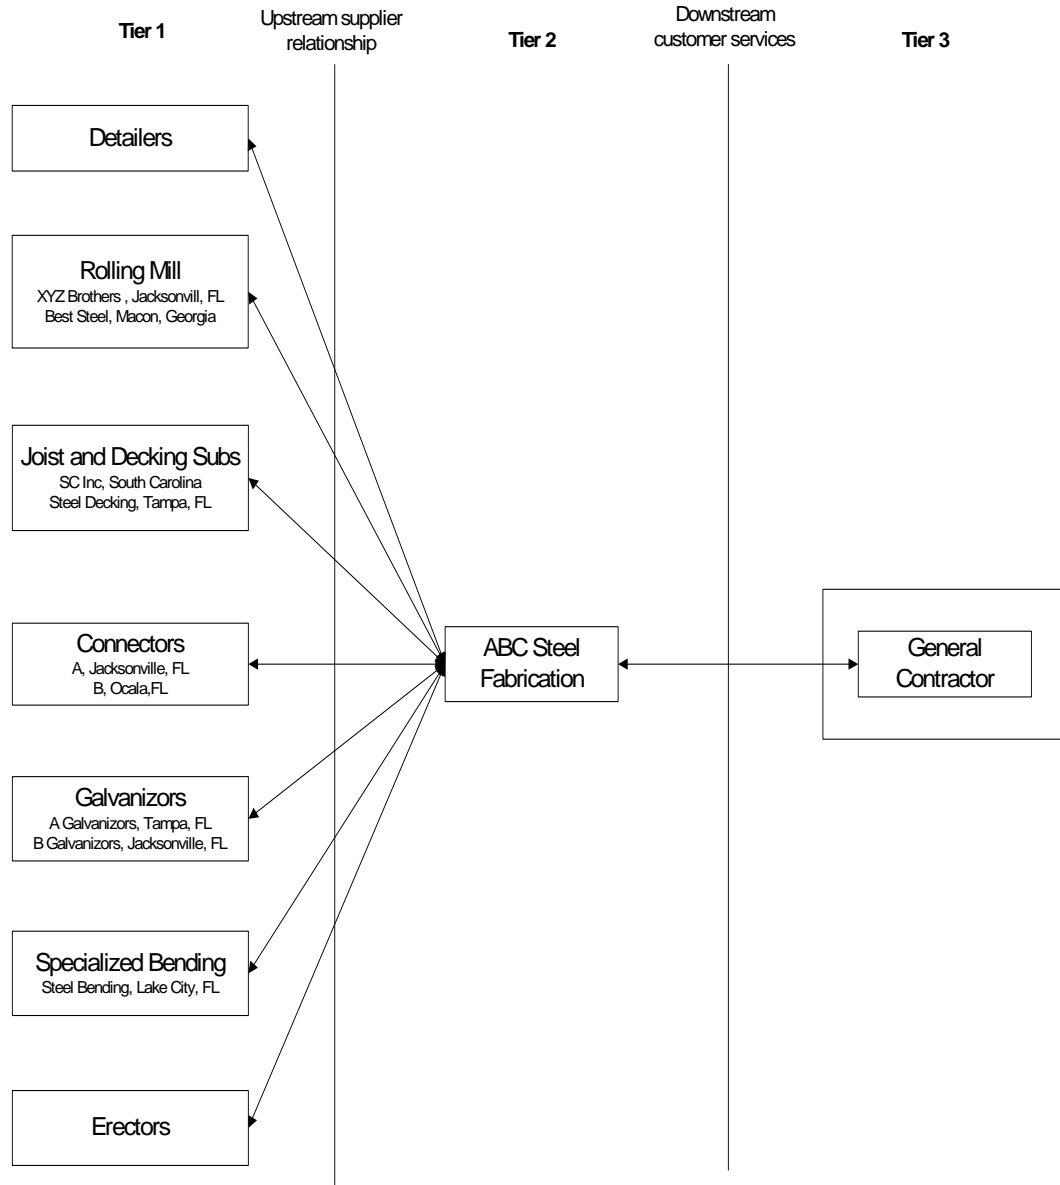 Tier 1
Upstream supplier
relationship
Tier 2
Downstream
customer services
Tier 3
Detailers
Rolling Mill
XYZ Brothers , Jacksonvill, FL
Best Steel, Macon, Georgia
Joist and Decking Subs
SC Inc, South Carolina
Steel Decking, Tampa, FL
Connectors
A, Jacksonville, FL
B, Ocala,FL
ABC Steel
Fabrication
General
Contractor
Galvanizors
A Galvanizors, Tampa, FL
B Galvanizors, Jacksonville, FL
Specialized Bending
Steel Bending, Lake City, FL
Erectors